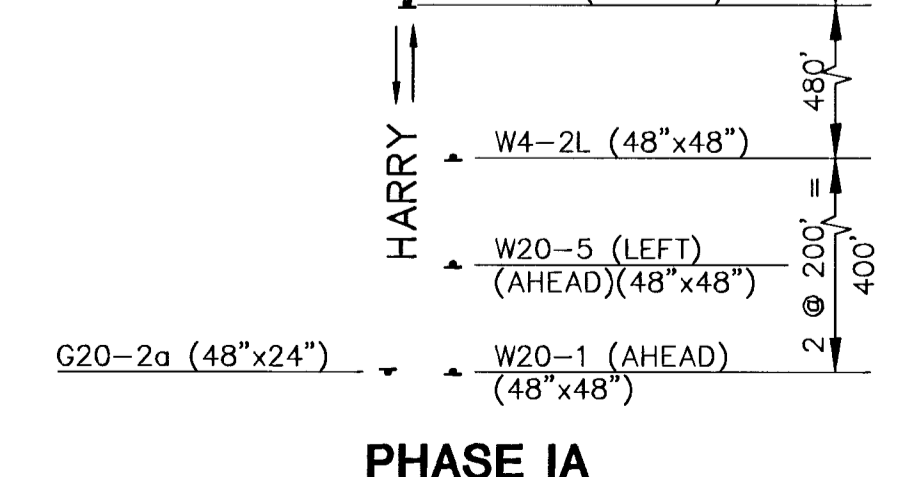 480'
W4-2L (48"x48")
HARRY
W20-5 (LEFT)
(AHEAD)(48"x48")
2 @ 200' =
400'
G20-2a (48"x24")
W20-1 (AHEAD)
(48"x48")
PHASE IA